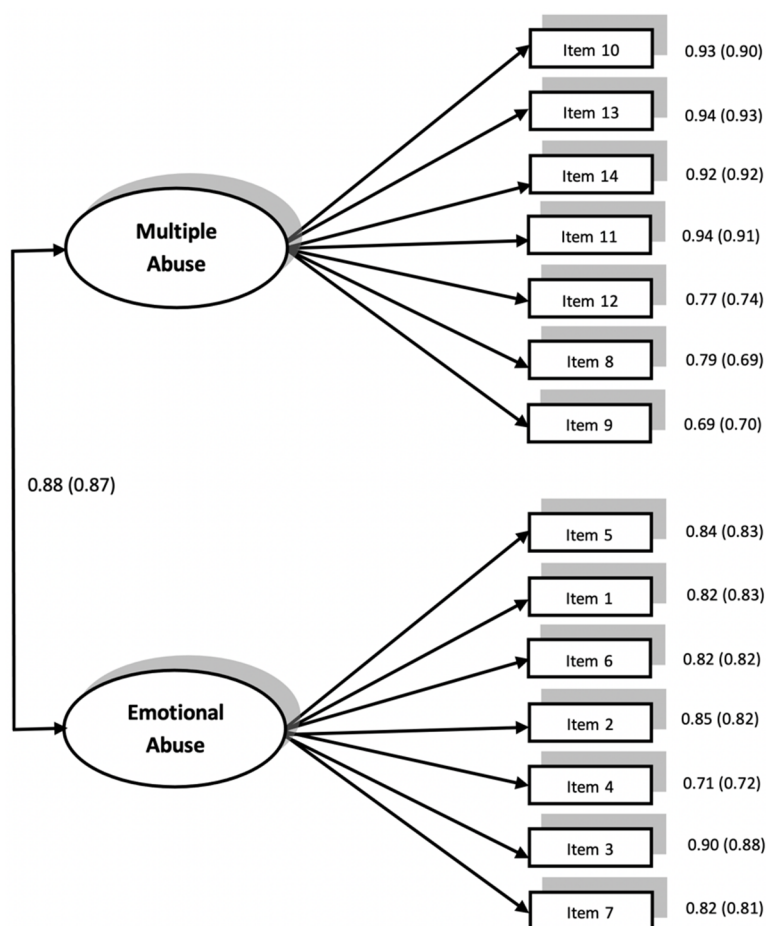 Item 10 0.93 (0.90)
Item 13 0.94 (0.93)
Item 14 0.92 (0.92)
Multiple
Abuse
Item 11 0.94 (0.91)
Item 12 0.77 (0.74)
Item 8 0.79 (0.69)
Item 9 0.69 (0.70)
0.88 (0.87)
Item 5 0.84 (0.83)
Item 1 0.82 (0.83)
Item 6 0.82 (0.82)
Emotional
Abuse
Item 2 0.85 (0.82)
Item 4 0.71 (0.72)
Item 3 0.90 (0.88)
Item 7 0.82 (0.81)